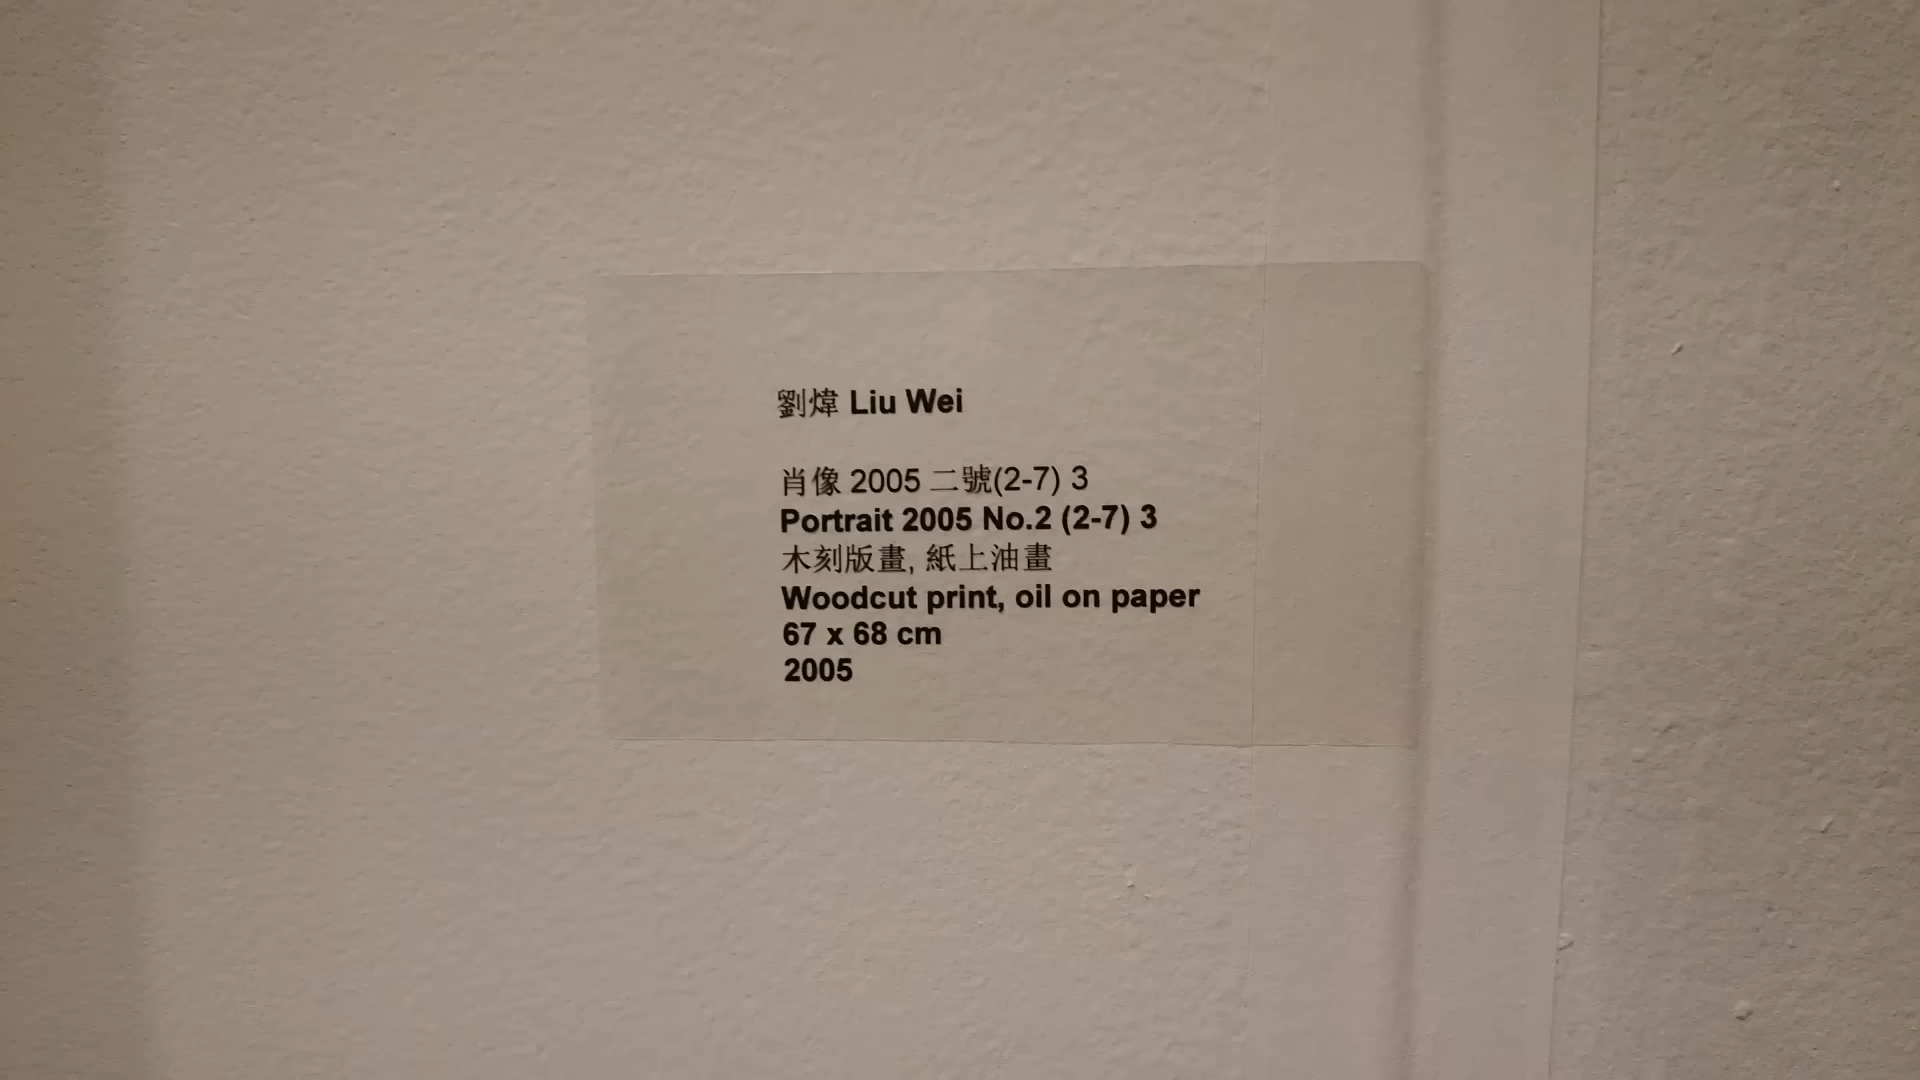 劉煒 Liu Wei
肖像 2005 二號(2-7) 3
Portrait 2005 No.2 (2-7) 3
木刻版畫, 紙上油畫
Woodcut print, oil on paper
67 x 68 cm
2005